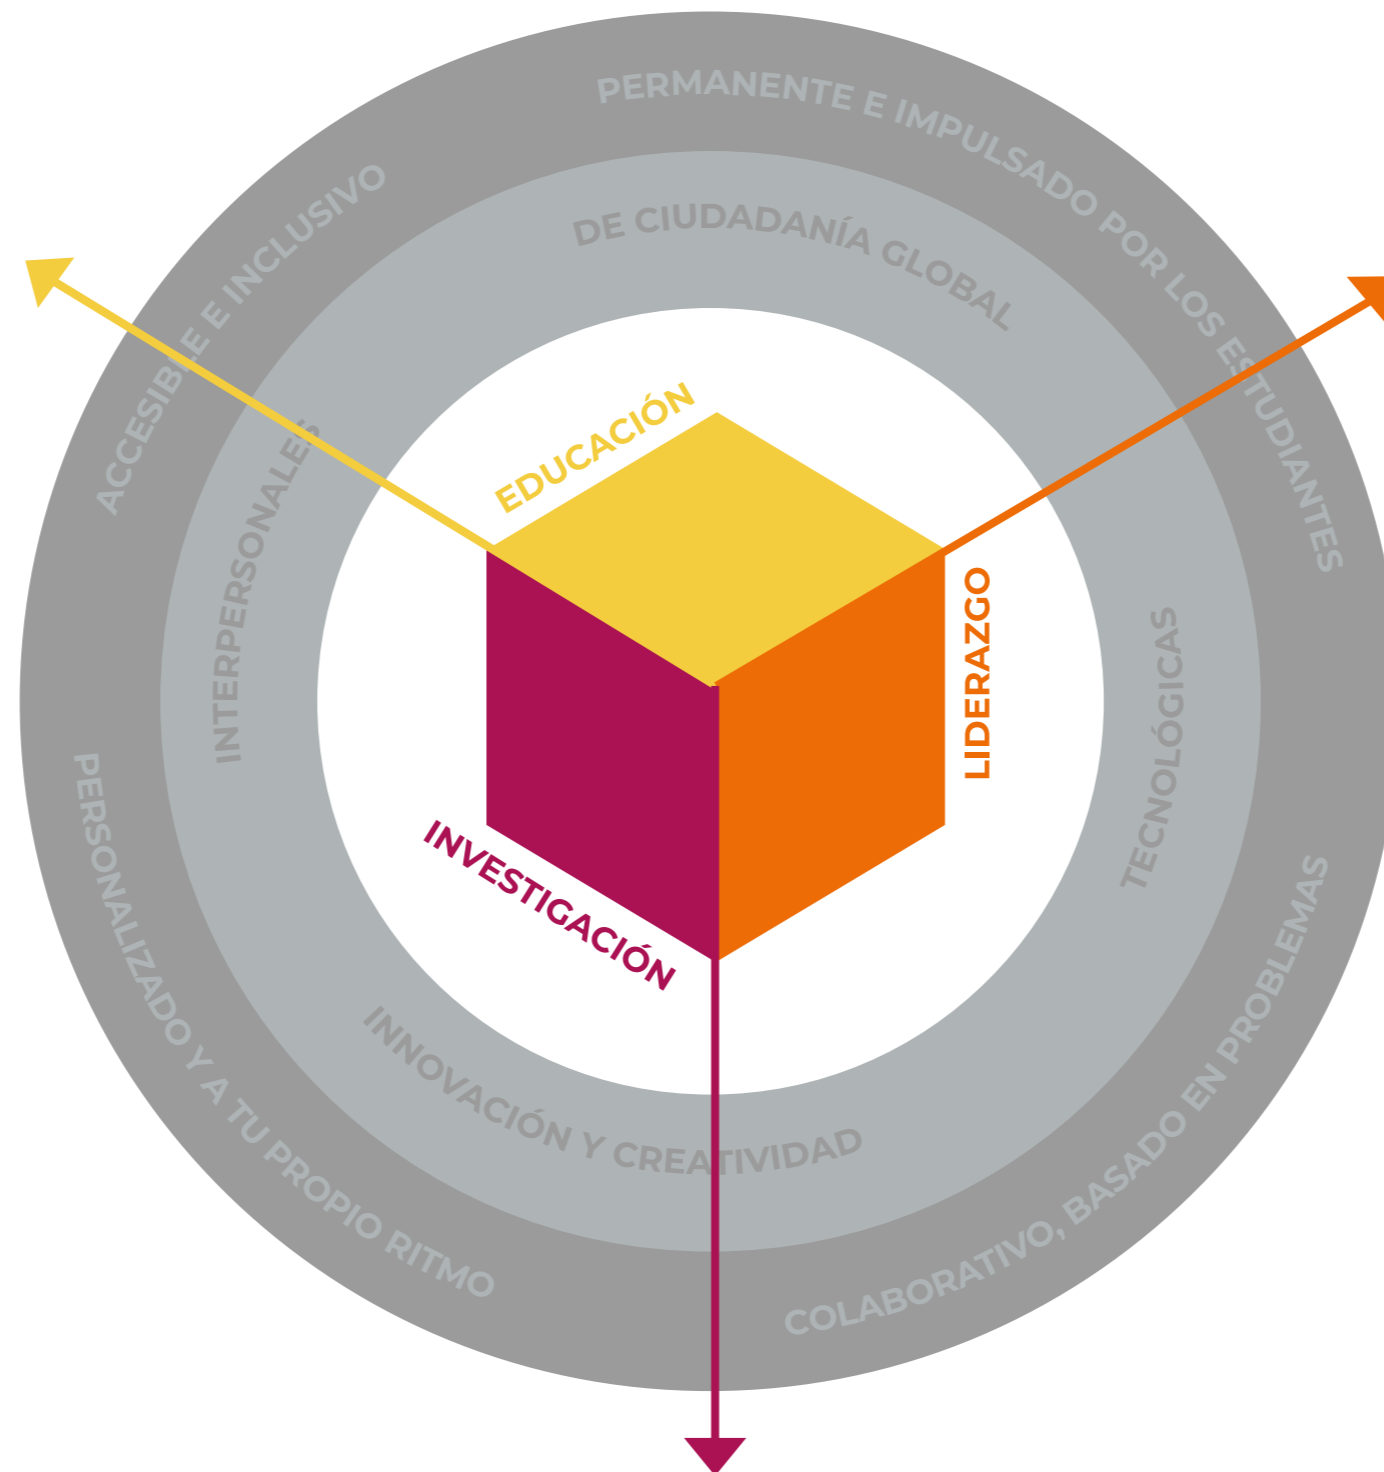 PERMANENTE E IMPULSADO POR LOS ESTUDIANTES
ACCESIBLE E INCLUSIVO
DE CIUDADANÍA GLOBAL
INTERPERSONALES
EDUCACIÓN
LIDERAZGO
TECNOLÓGICAS
INVESTIGACIÓN
INNOVACIÓN Y CREATIVIDAD
PERSONALIZADO Y A TU PROPIO RITMO
COLABORATIVO, BASADO EN PROBLEMAS